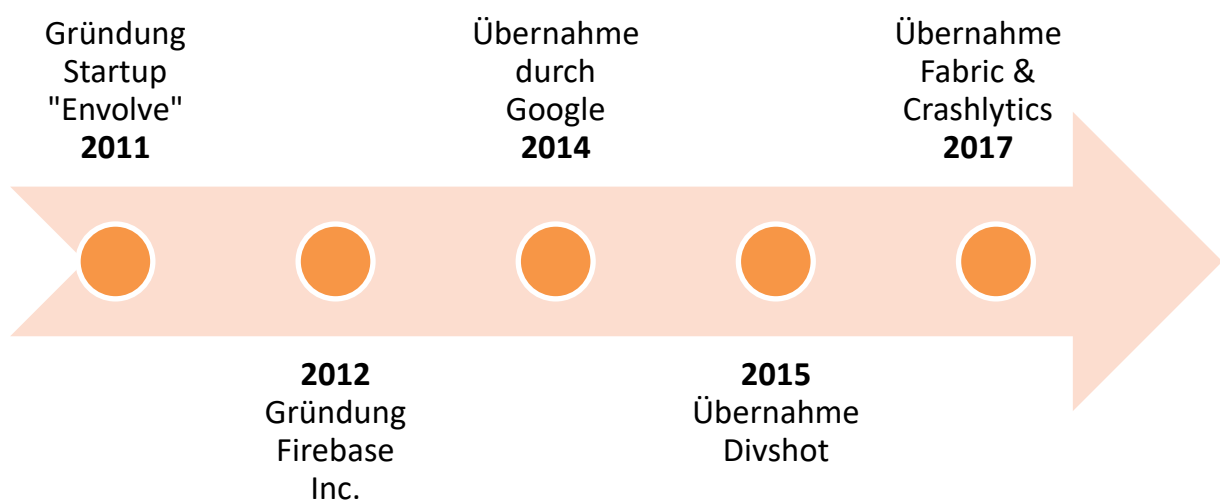 Gründung
Startup
"Envolve"
2011
2012
Gründung
Firebase
Inc.
Übernahme
durch
Google
2014
2015
Übernahme
Divshot
Übernahme
Fabric &
Crashlytics
2017